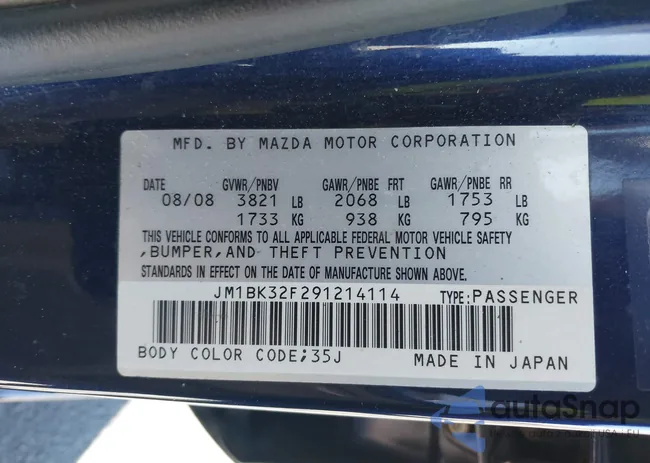 MFD. BY MAZDA MOTOR CORPORATION
DATE GVWR/PNBV GAWR/PNBE FRT GAWR/PNBE RR
08/08 3821 LB 2068 LB 1753 LB
1733 KG 938 KG 795 KG
THIS VEHICLE CONFORMS TO ALL APPLICABLE FEDERAL MOTOR VEHICLE SAFETY
,BUMPER,AND THEFT PREVENTION
STANDARDS IN EFFECT ON THE DATE OF MANUFACTURE SHOWN ABOVE.
JM1BK32F291214114 TYPE:PASSENGER
BODY COLOR CODE;35J MADE IN JAPAN
autoSnap